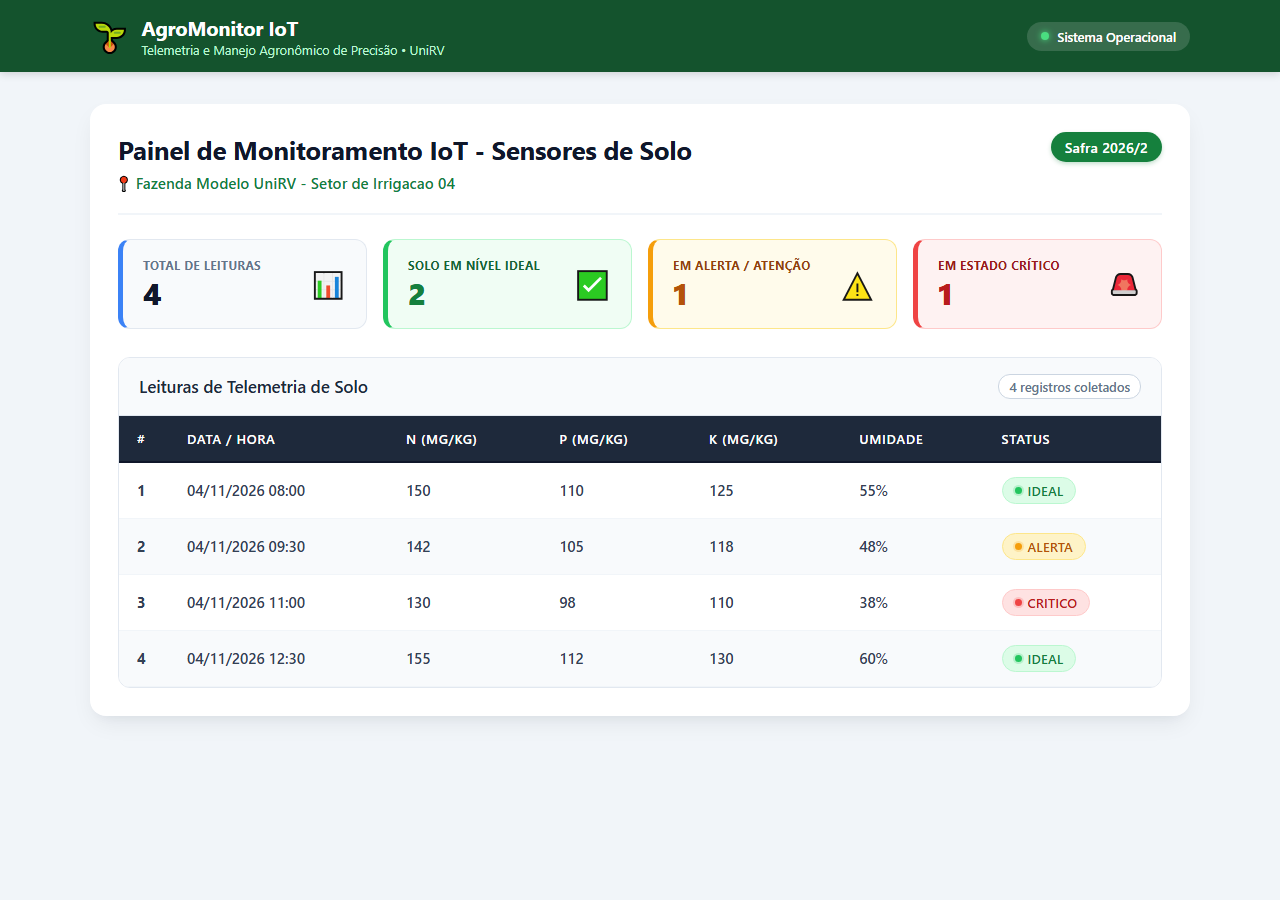 AgroMonitor IoT
Telemetria e Manejo Agronômico de Precisão • UniRV
Sistema Operacional
Painel de Monitoramento IoT - Sensores de Solo
Safra 2026/2
Fazenda Modelo UniRV - Setor de Irrigacao 04
TOTAL DE LEITURAS
4
SOLO EM NÍVEL IDEAL
2
EM ALERTA / ATENÇÃO
1
EM ESTADO CRÍTICO
1
Leituras de Telemetria de Solo
4 registros coletados
# DATA / HORA N (MG/KG) P (MG/KG) K (MG/KG) UMIDADE STATUS
1 04/11/2026 08:00 150 110 125 55% IDEAL
2 04/11/2026 09:30 142 105 118 48% ALERTA
3 04/11/2026 11:00 130 98 110 38% CRITICO
4 04/11/2026 12:30 155 112 130 60% IDEAL